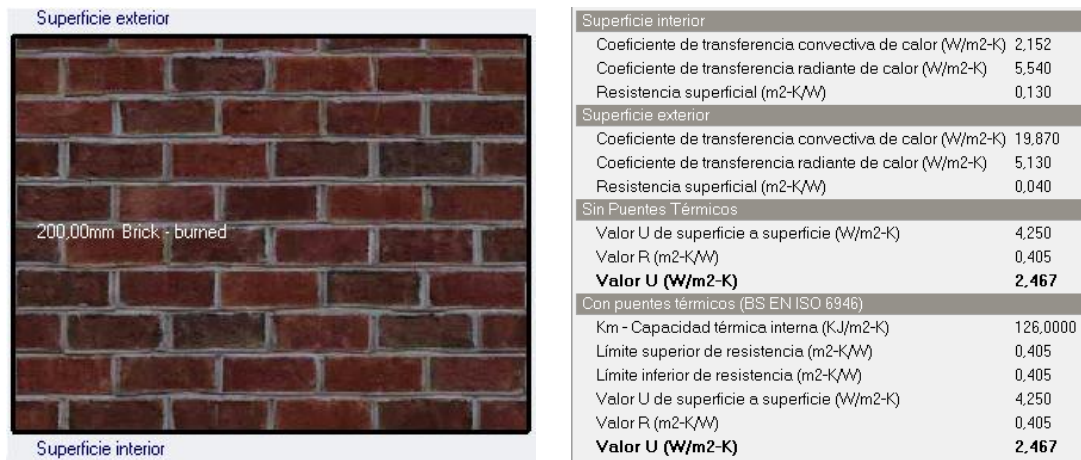 Superficie exterior
200,00mm Brick - burned
Superficie interior
Superficie interior
Coeficiente de transferencia convectiva de calor (W/m2-K) 2,152
Coeficiente de transferencia radiante de calor (W/m2-K) 5,540
Resistencia superficial (m2-K/W) 0,130
Superficie exterior
Coeficiente de transferencia convectiva de calor (W/m2-K) 19,870
Coeficiente de transferencia radiante de calor (W/m2-K) 5,130
Resistencia superficial (m2-K/W) 0,040
Sin Puentes Térmicos
Valor U de superficie a superficie (W/m2-K) 4,250
Valor R (m2-K/W) 0,405
Valor U (W/m2-K) 2,467
Con puentes térmicos (BS EN ISO 6946)
Km - Capacidad térmica interna (KJ/m2-K) 126,0000
Límite superior de resistencia (m2-K/W) 0,405
Límite inferior de resistencia (m2-K/W) 0,405
Valor U de superficie a superficie (W/m2-K) 4,250
Valor R (m2-K/W) 0,405
Valor U (W/m2-K) 2,467